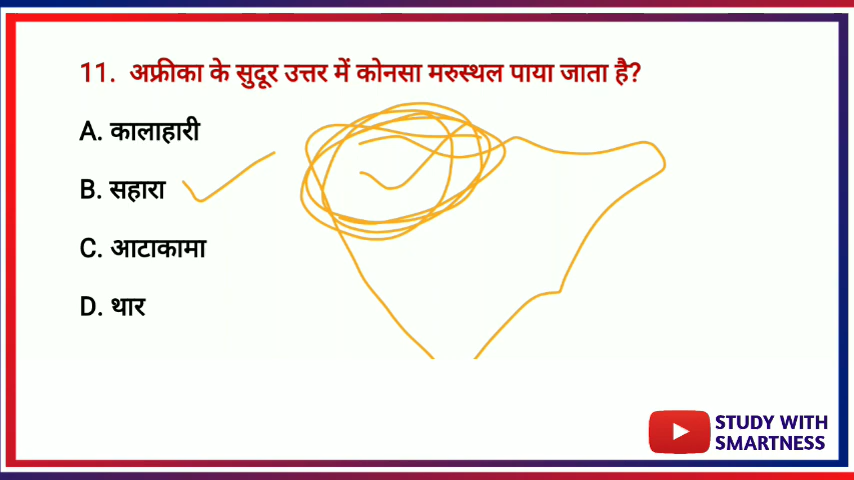 11. अफ्रीका के सुदूर उत्तर में कोनसा मरुस्थल पाया जाता है?
A. कालाहारी
B. सहारा
C. आटाकामा
D. थार
STUDY WITH
SMARTNESS